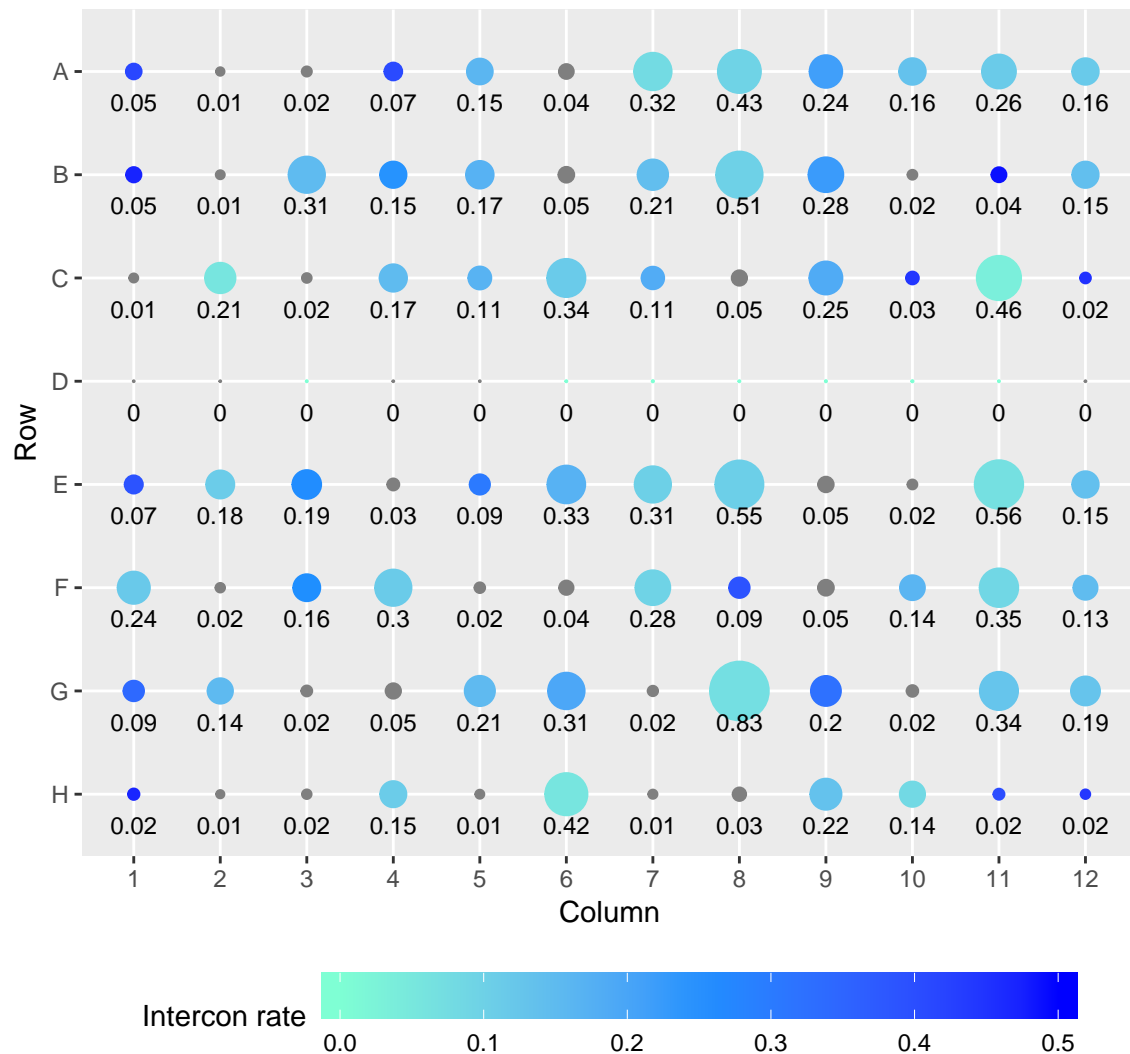 A
0.05 0.01 0.02 0.07 0.15 0.04 0.32 0.43 0.24 0.16 0.26 0.16
B
0.05 0.01 0.31 0.15 0.17 0.05 0.21 0.51 0.28 0.02 0.04 0.15
C
0.01 0.21 0.02 0.17 0.11 0.34 0.11 0.05 0.25 0.03 0.46 0.02
D
0 0 0 0 0 0 0 0 0 0 0 0
Row
E
0.07 0.18 0.19 0.03 0.09 0.33 0.31 0.55 0.05 0.02 0.56 0.15
F
0.24 0.02 0.16 0.3 0.02 0.04 0.28 0.09 0.05 0.14 0.35 0.13
G
0.09 0.14 0.02 0.05 0.21 0.31 0.02 0.83 0.2 0.02 0.34 0.19
H
0.02 0.01 0.02 0.15 0.01 0.42 0.01 0.03 0.22 0.14 0.02 0.02
1 2 3 4 5 6 7 8 9 10 11 12
Column
Intercon rate
0.0 0.1 0.2 0.3 0.4 0.5